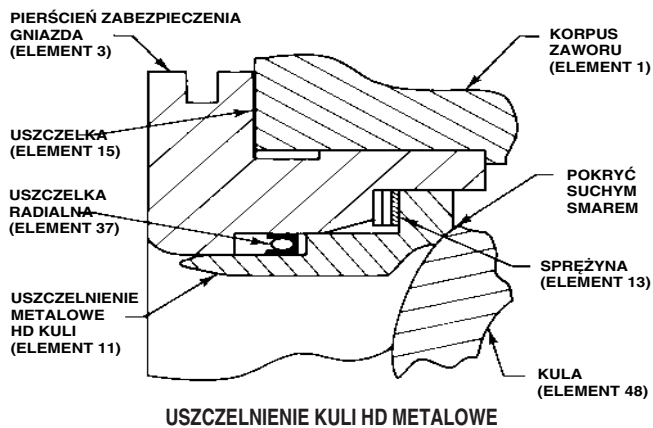 PIERŚCIEŃ ZABEZPIECZENIA
GNIAZDA
(ELEMENT 3)
USZCZELKA
(ELEMENT 15)
USZCZELKA
RADIALNA
(ELEMENT 37)
USZCZELNIENIE
METALOWE
HD KULI
(ELEMENT 11)
KORPUS
ZAWORU
(ELEMENT 1)
POKRYĆ
SUCHYM
SMAREM
SPRĘŻYNA
(ELEMENT 13)
KULA
(ELEMENT 48)
USZCZELNIENIE KULI HD METALOWE